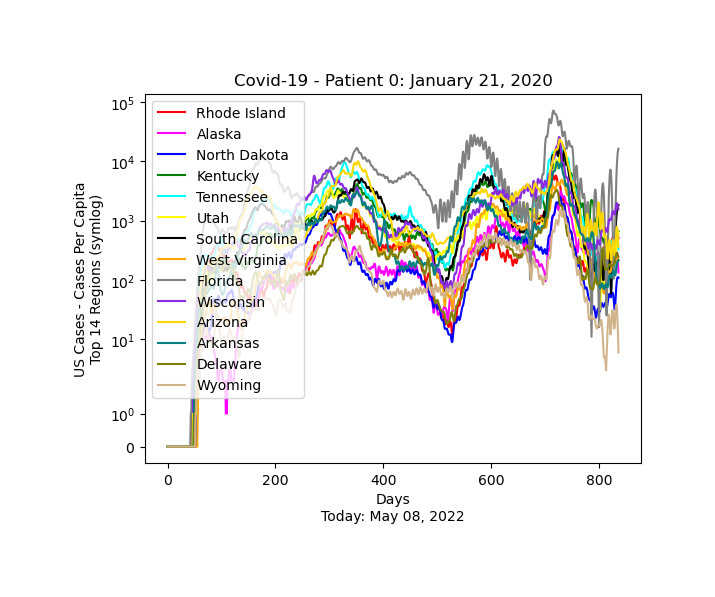 Covid-19 - Patient 0: January 21, 2020
US Cases - Cases Per Capita
Top 14 Regions (symlog)
10^5
10^4
10^3
10^2
10^1
10^0
0
Rhode Island
Alaska
North Dakota
Kentucky
Tennessee
Utah
South Carolina
West Virginia
Florida
Wisconsin
Arizona
Arkansas
Delaware
Wyoming
0 200 400 600 800
Days
Today: May 08, 2022